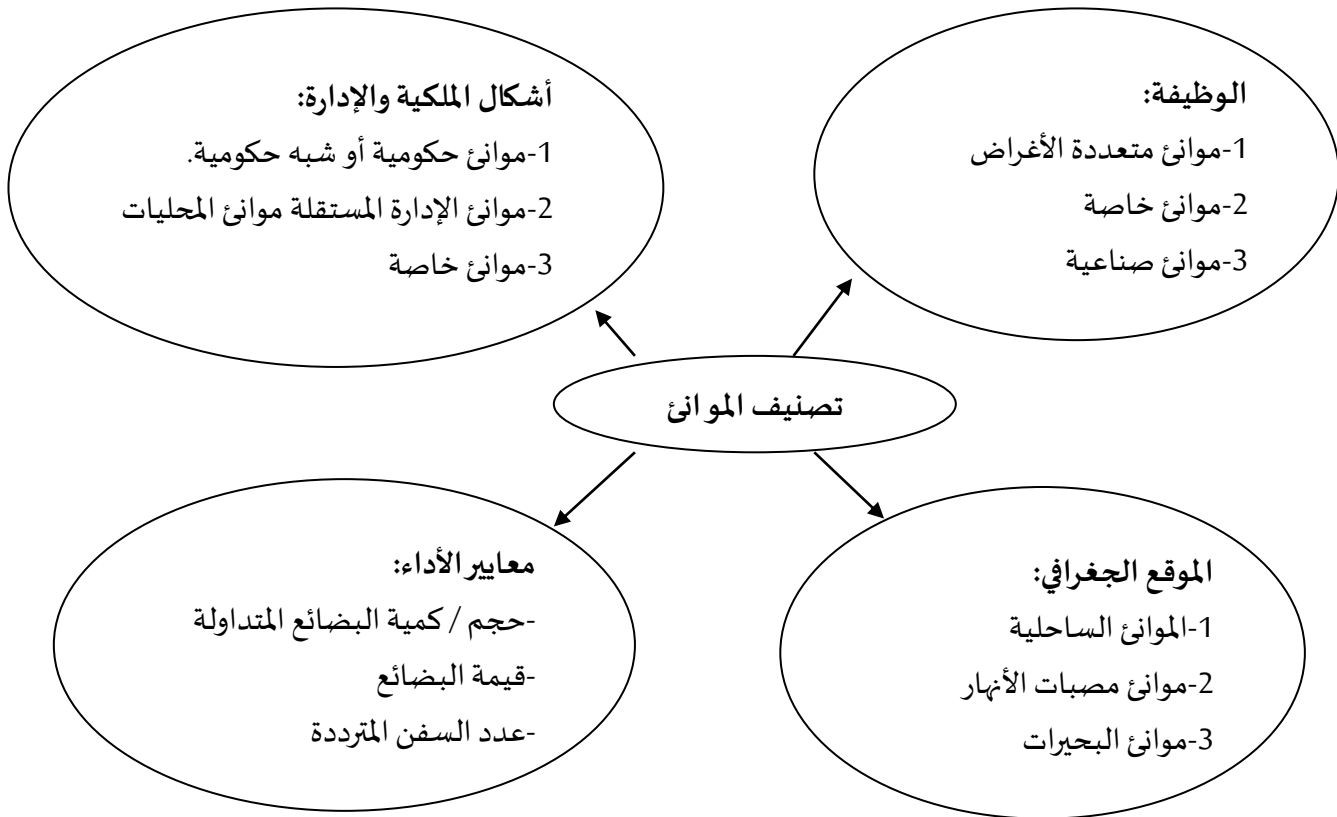 الوظيفة:
1-موانئ متعددة الأغراض
2-موانئ خاصة
3-موانئ صناعية
أشكال الملكية والإدارة:
1-موانئ حكومية أو شبه حكومية.
2-موانئ الإدارة المستقلة موانئ المحليات
3-موانئ خاصة
تصنيف الموانئ
الموقع الجغرافي:
1-الموانئ الساحلية
2-موانئ مصبات الأنهار
3-موانئ البحيرات
معايير الأداء:
-حجم / كمية البضائع المتداولة
-قيمة البضائع
-عدد السفن المترددة